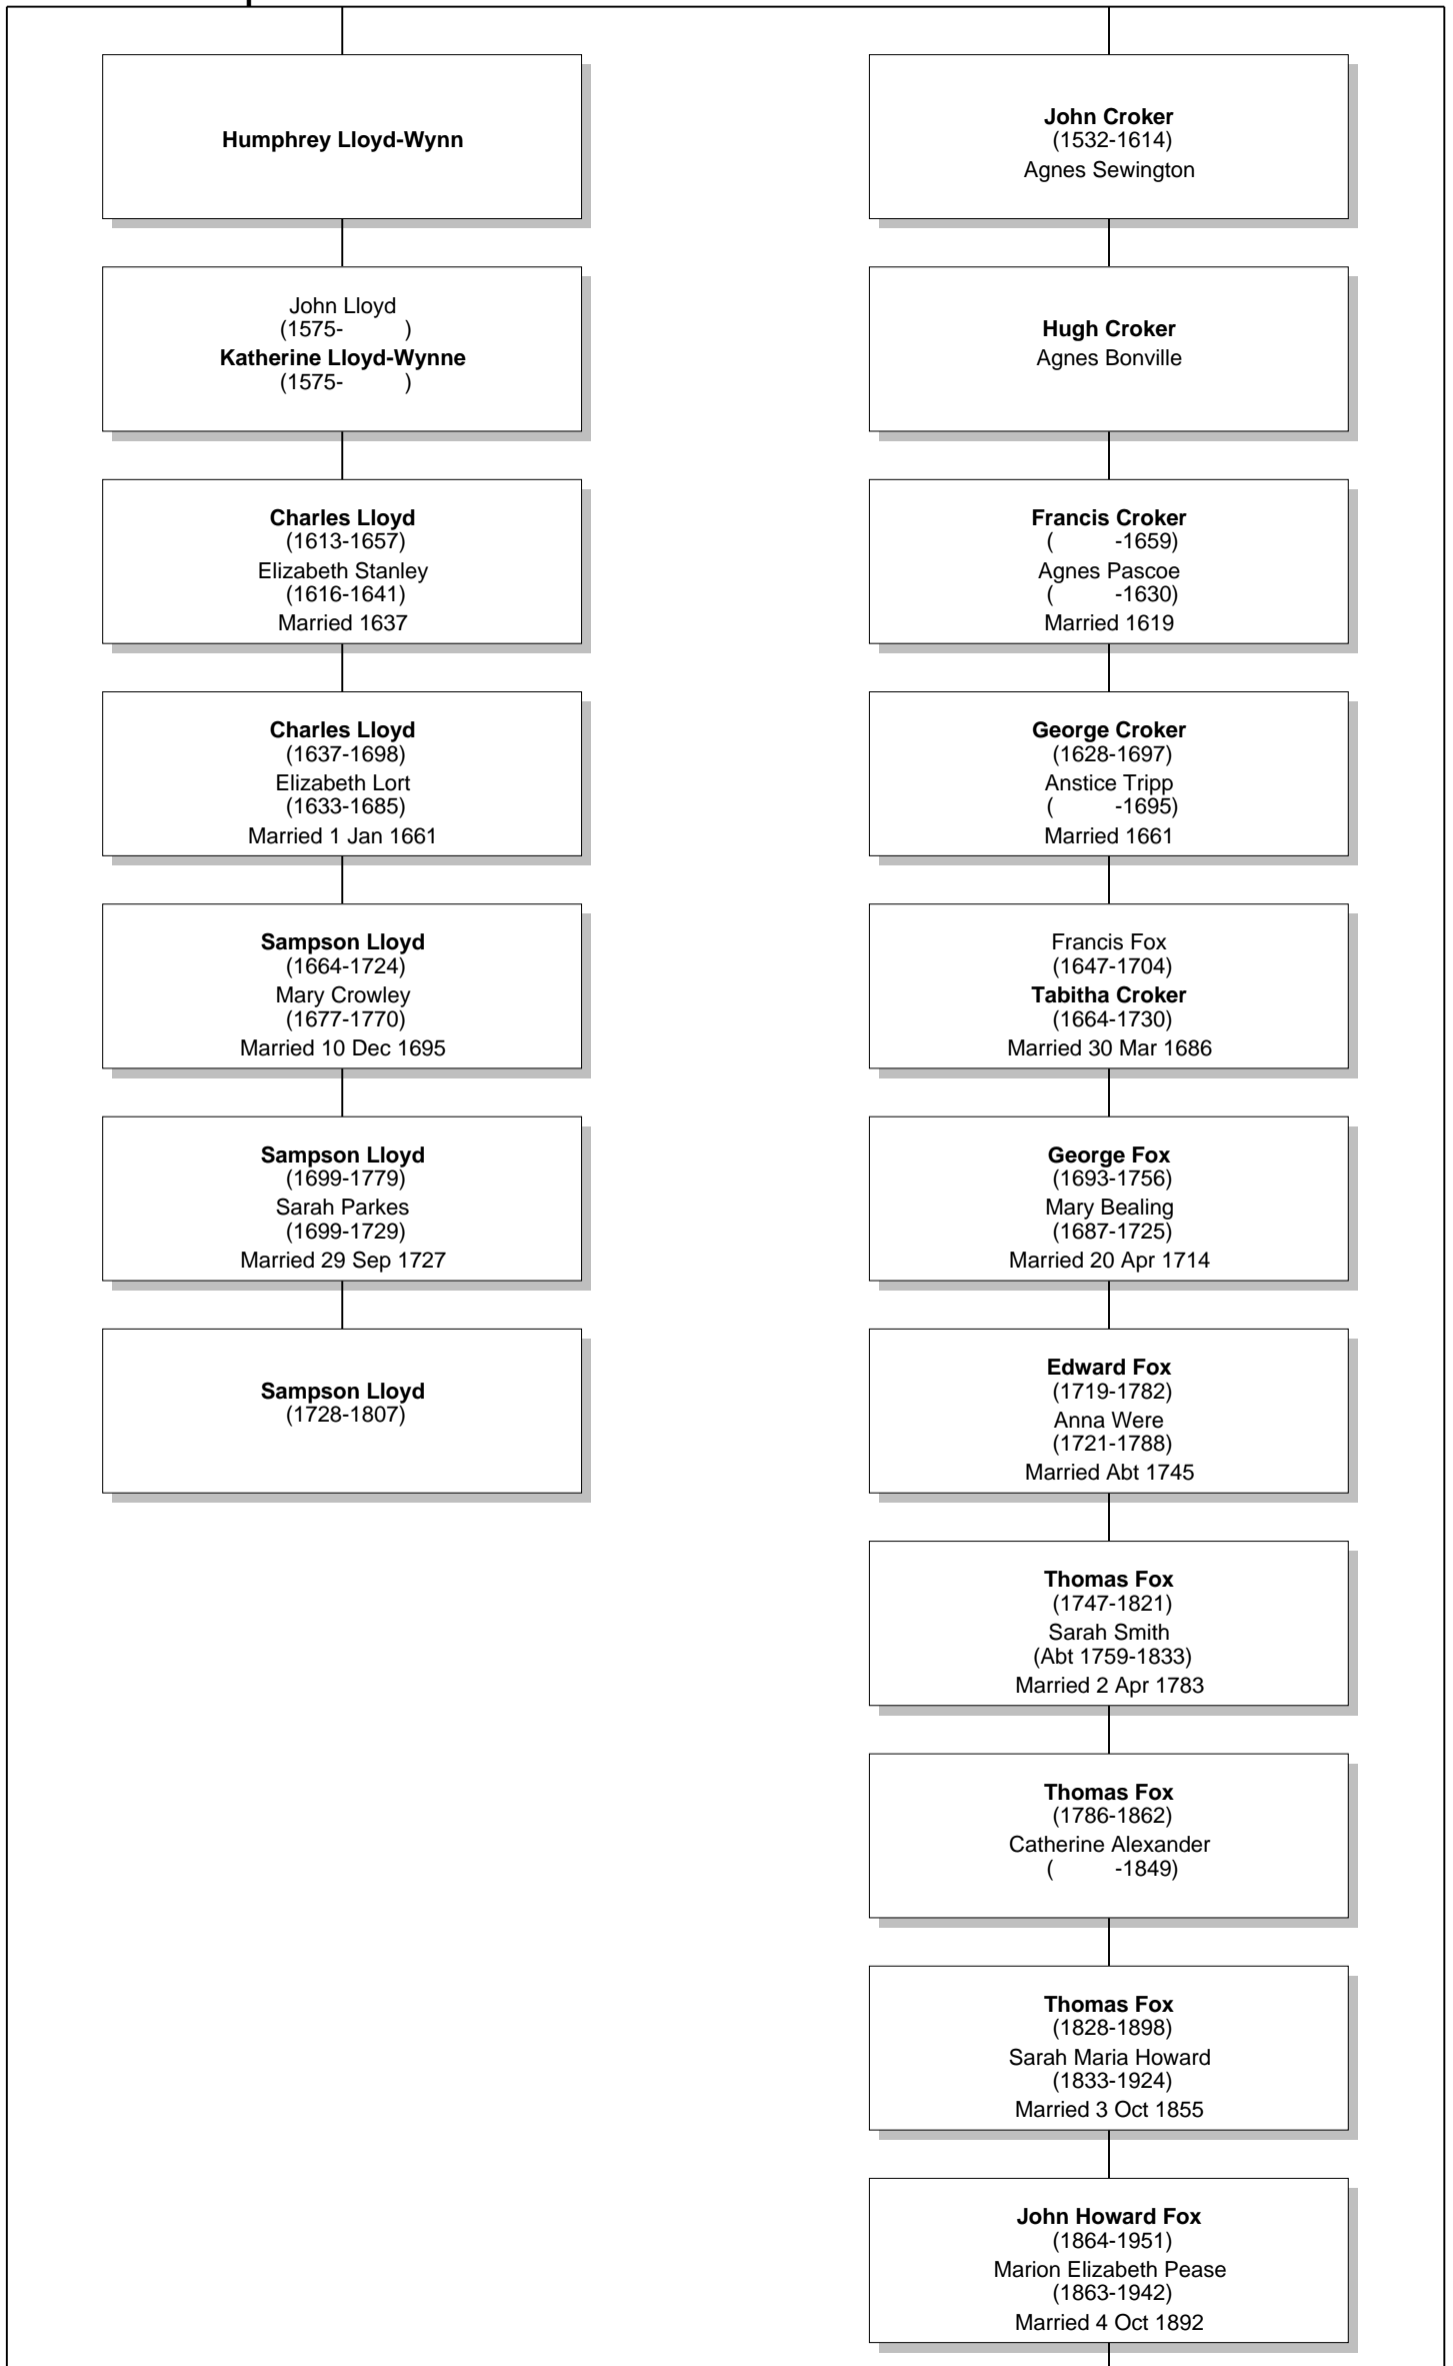 Humphrey Lloyd-Wynn
John Lloyd
(1575- )
Katherine Lloyd-Wynne
(1575- )
Charles Lloyd
(1613-1657)
Elizabeth Stanley
(1616-1641)
Married 1637
Charles Lloyd
(1637-1698)
Elizabeth Lort
(1633-1685)
Married 1 Jan 1661
Sampson Lloyd
(1664-1724)
Mary Crowley
(1677-1770)
Married 10 Dec 1695
Sampson Lloyd
(1699-1779)
Sarah Parkes
(1699-1729)
Married 29 Sep 1727
Sampson Lloyd
(1728-1807)
John Croker
(1532-1614)
Agnes Sewington
Hugh Croker
Agnes Bonville
Francis Croker
( -1659)
Agnes Pascoe
( -1630)
Married 1619
George Croker
(1628-1697)
Anstice Tripp
( -1695)
Married 1661
Francis Fox
(1647-1704)
Tabitha Croker
(1664-1730)
Married 30 Mar 1686
George Fox
(1693-1756)
Mary Bealing
(1687-1725)
Married 20 Apr 1714
Edward Fox
(1719-1782)
Anna Were
(1721-1788)
Married Abt 1745
Thomas Fox
(1747-1821)
Sarah Smith
(Abt 1759-1833)
Married 2 Apr 1783
Thomas Fox
(1786-1862)
Catherine Alexander
( -1849)
Thomas Fox
(1828-1898)
Sarah Maria Howard
(1833-1924)
Married 3 Oct 1855
John Howard Fox
(1864-1951)
Marion Elizabeth Pease
(1863-1942)
Married 4 Oct 1892